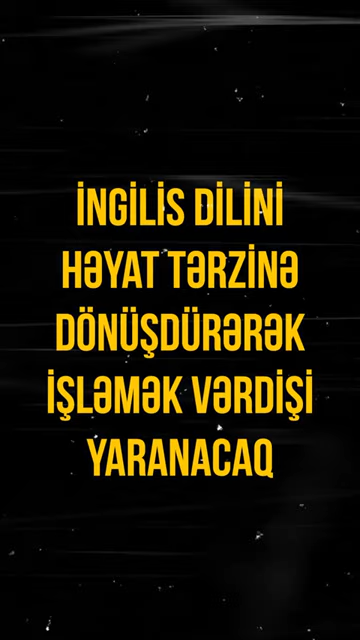 İNGİLİS DİLİNİ
HƏYAT TƏRZİNƏ
DÖNÜŞDÜRƏRƏK
İŞLƏMƏK VƏRDİŞİ
YARANACAQ